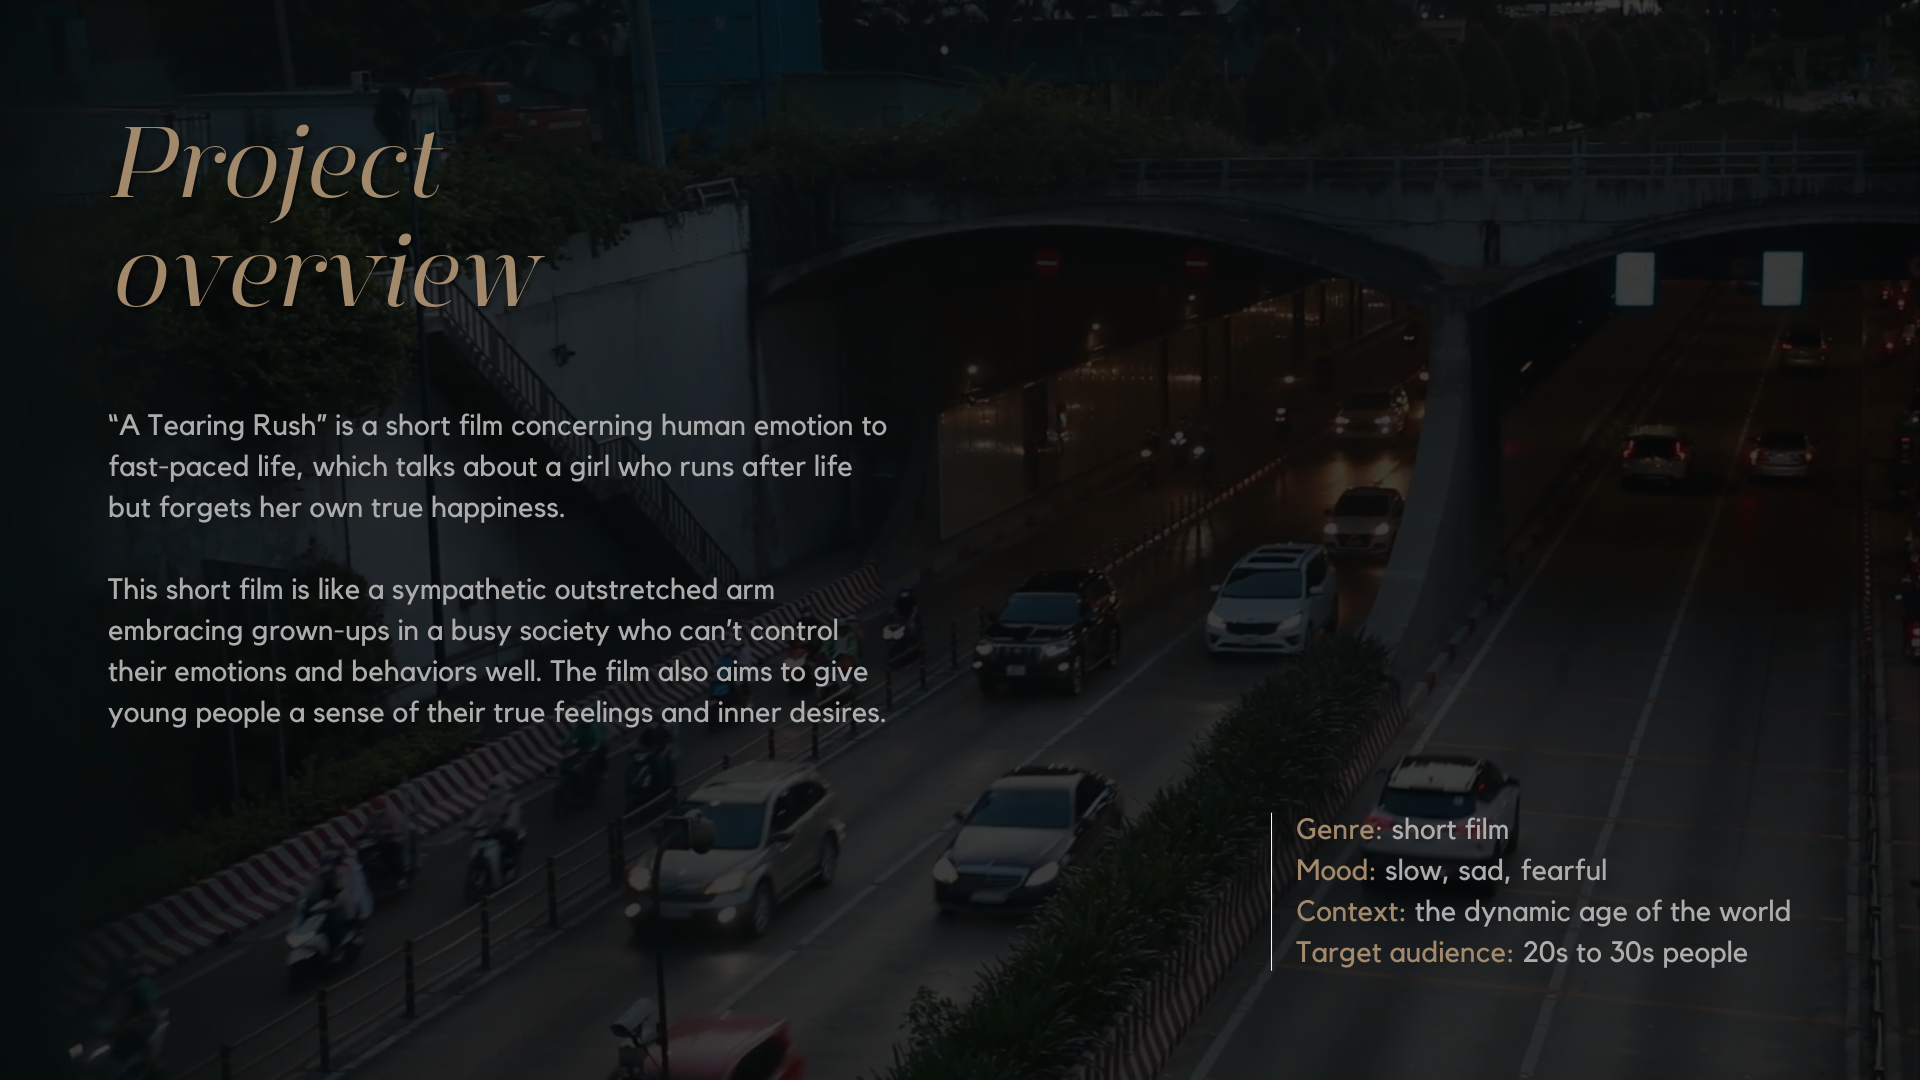 Project
overview
“A Tearing Rush” is a short film concerning human emotion to
fast-paced life, which talks about a girl who runs after life
but forgets her own true happiness.
This short film is like a sympathetic outstretched arm
embracing grown-ups in a busy society who can’t control
their emotions and behaviors well. The film also aims to give
young people a sense of their true feelings and inner desires.
Genre: short film
Mood: slow, sad, fearful
Context: the dynamic age of the world
Target audience: 20s to 30s people